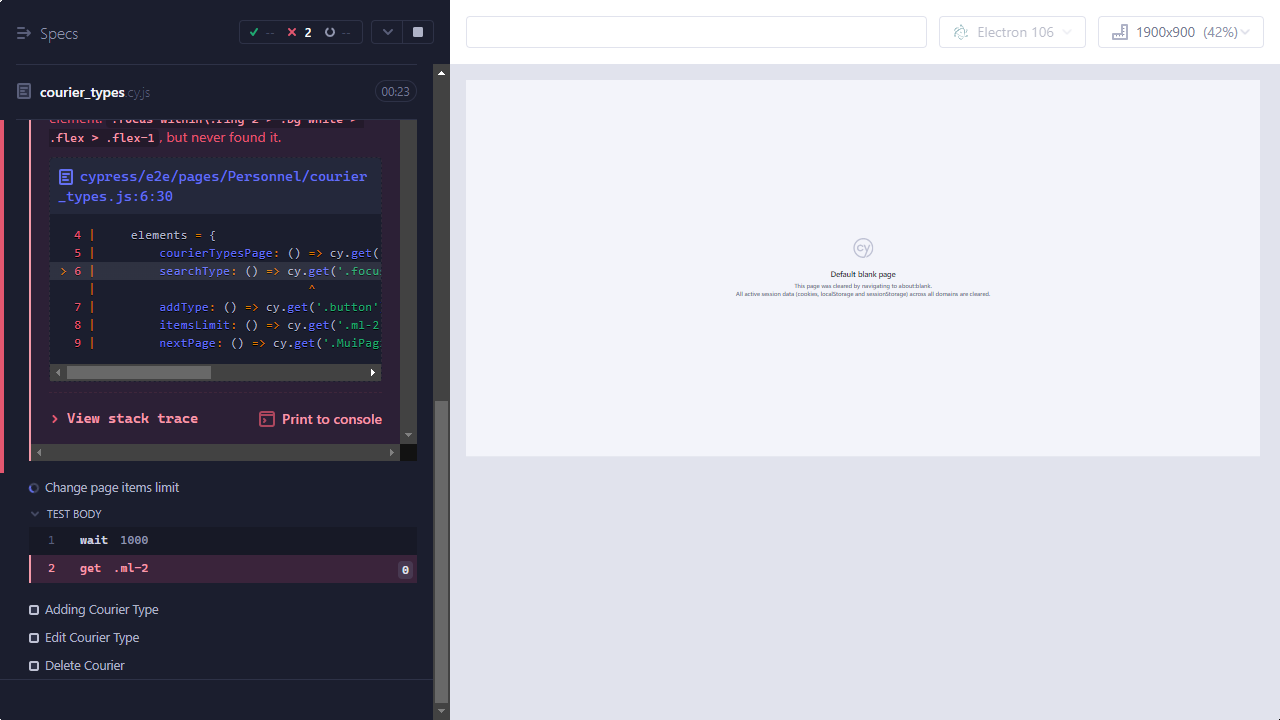 Specs
-- 2 --
Electron 106
1900x900 (42%)
courier_types.cy.js
00:23
element: .focus-within\:ring-2 > .bg-white >
.flex > .flex-1, but never found it.
cypress/e2e/pages/Personnel/courier
_types.js:6:30
4 | elements = {
5 | courierTypesPage: () => cy.get(
> 6 | searchType: () => cy.get('.focu
| ^
7 | addType: () => cy.get('.button'
8 | itemsLimit: () => cy.get('.ml-2
9 | nextPage: () => cy.get('.MuiPag
View stack trace
Print to console
Change page items limit
TEST BODY
1 wait 1000
2 get .ml-2 0
Adding Courier Type
Edit Courier Type
Delete Courier
cy
Default blank page
This page was cleared by navigating to about:blank.
All active session data (cookies, localStorage and sessionStorage) across all domains are cleared.